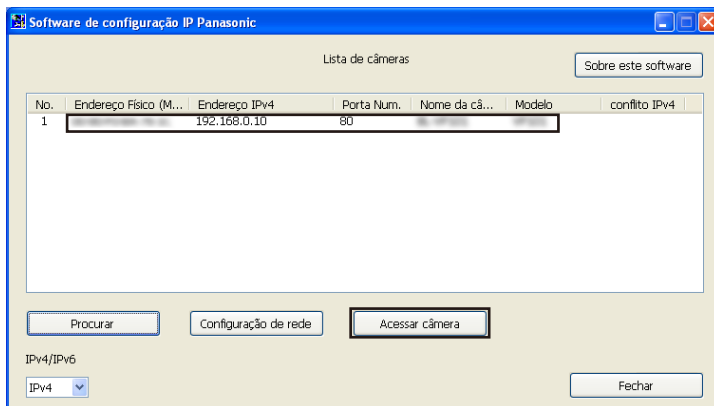 Software de configuração IP Panasonic
Lista de câmeras
Sobre este software
No. Endereço Físico (M... Endereço IPv4 Porta Num. Nome da câ... Modelo conflito IPv4
1 192.168.0.10 80
Procurar Configuração de rede Acessar câmera
IPv4/IPv6
IPv4
Fechar